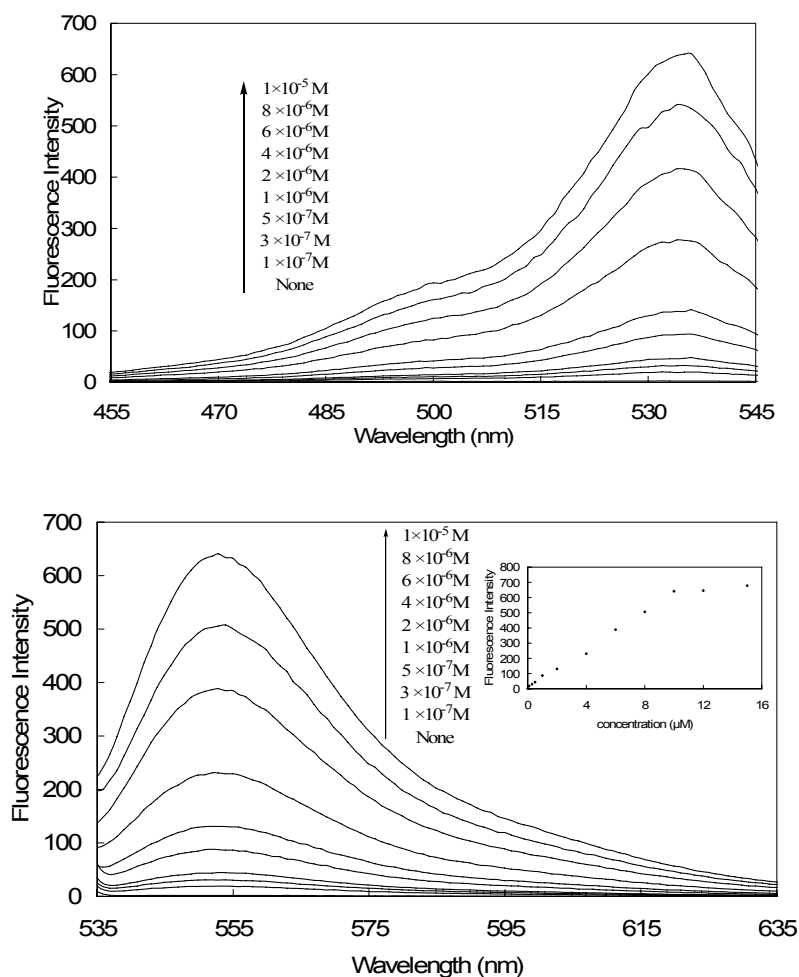 700
600
500
400
300
200
100
0
Fluorescence Intensity
1×10⁻⁵ M
8 ×10⁻⁶M
6 ×10⁻⁶M
4 ×10⁻⁶M
2 ×10⁻⁶M
1 ×10⁻⁶M
5 ×10⁻⁷M
3 ×10⁻⁷ M
1 ×10⁻⁷M
None
455 470 485 500 515 530 545
Wavelength (nm)
700
600
500
400
300
200
100
0
Fluorescence Intensity
1×10⁻⁵ M
8 ×10⁻⁶M
6 ×10⁻⁶M
4 ×10⁻⁶M
2 ×10⁻⁶M
1 ×10⁻⁶M
5 ×10⁻⁷M
3 ×10⁻⁷ M
1 ×10⁻⁷M
None
800
700
600
500
400
300
200
100
0
Fluorescence Intensity
0 4 8 12 16
concentration (μM)
535 555 575 595 615 635
Wavelength (nm)